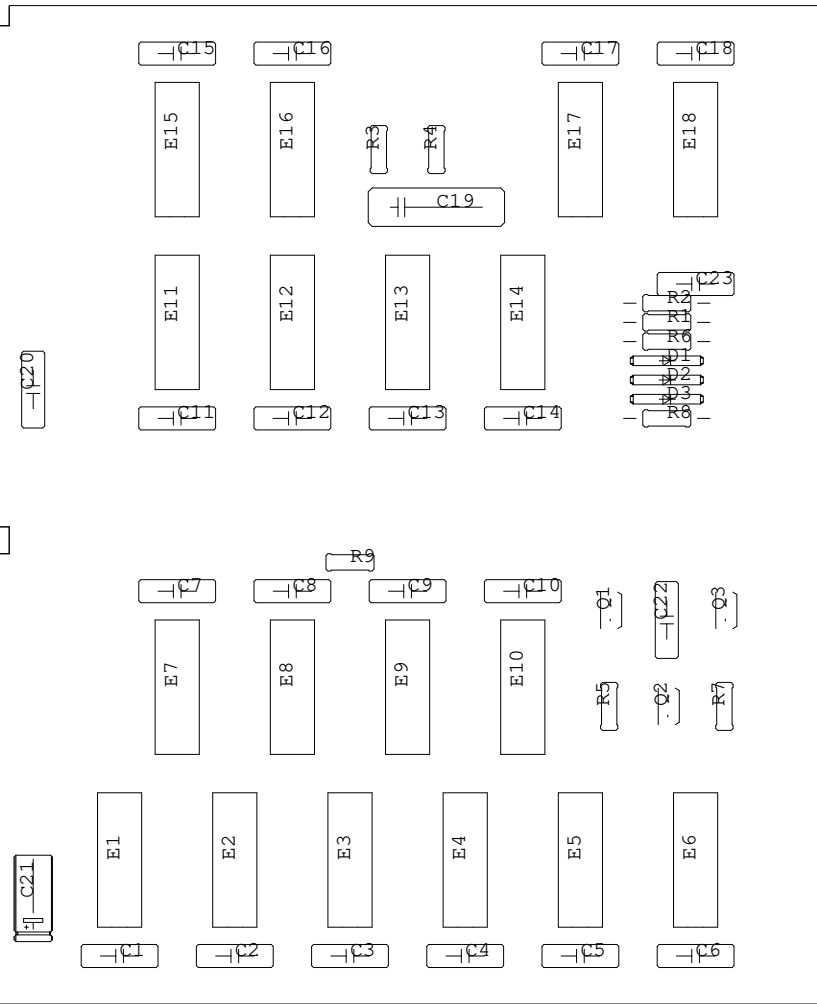 C15 C16 C17 C18
E15 E16 R3 R4 E17 E18
C19
E11 E12 E13 E14 C23
R2
R1
R6
C20 D1
D2
D3
C11 C12 C13 C14 R8
R9
C7 C8 C9 C10 Q1 C22 Q3
E7 E8 E9 E10 R5 Q2 R7
E1 E2 E3 E4 E5 E6
C21
+
C1 C2 C3 C4 C5 C6